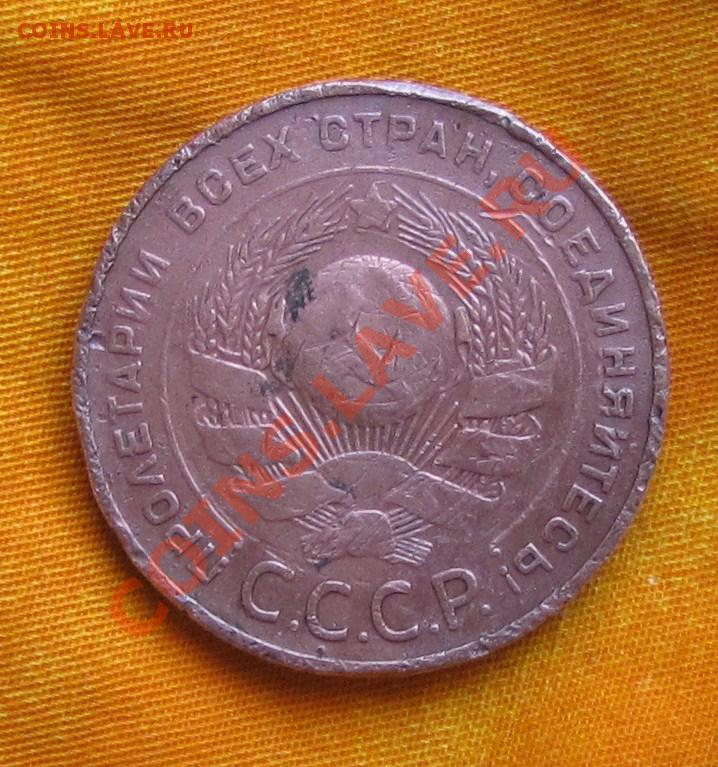 COINS.LAVE.RU
ПРОЛЕТАРИИ ВСЕХ СТРАН, СОЕДИНЯЙТЕСЬ!
С.С.С.Р.
COINS.LAVE.RU